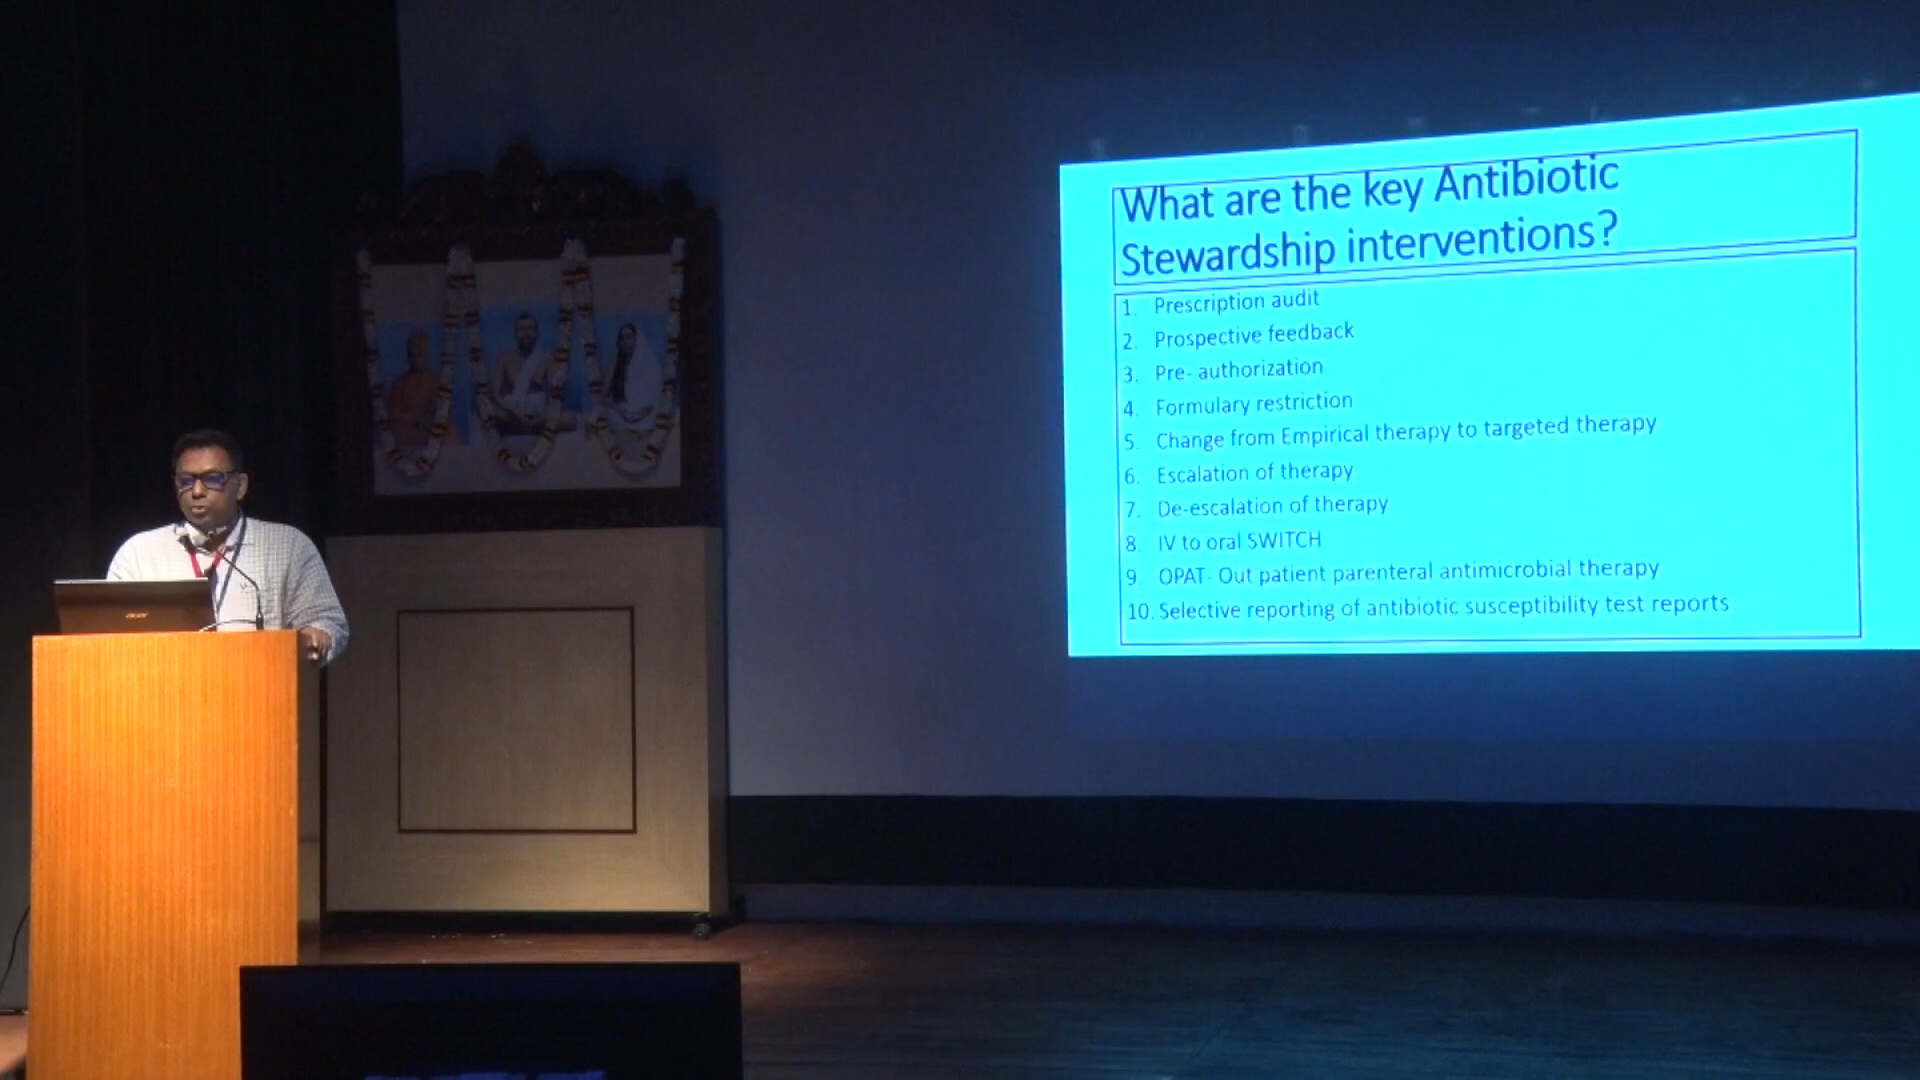 What are the key Antibiotic
Stewardship interventions?
1. Prescription audit
2. Prospective feedback
3. Pre- authorization
4. Formulary restriction
5. Change from Empirical therapy to targeted therapy
6. Escalation of therapy
7. De-escalation of therapy
8. IV to oral SWITCH
9. OPAT- Out patient parenteral antimicrobial therapy
10. Selective reporting of antibiotic susceptibility test reports
acer